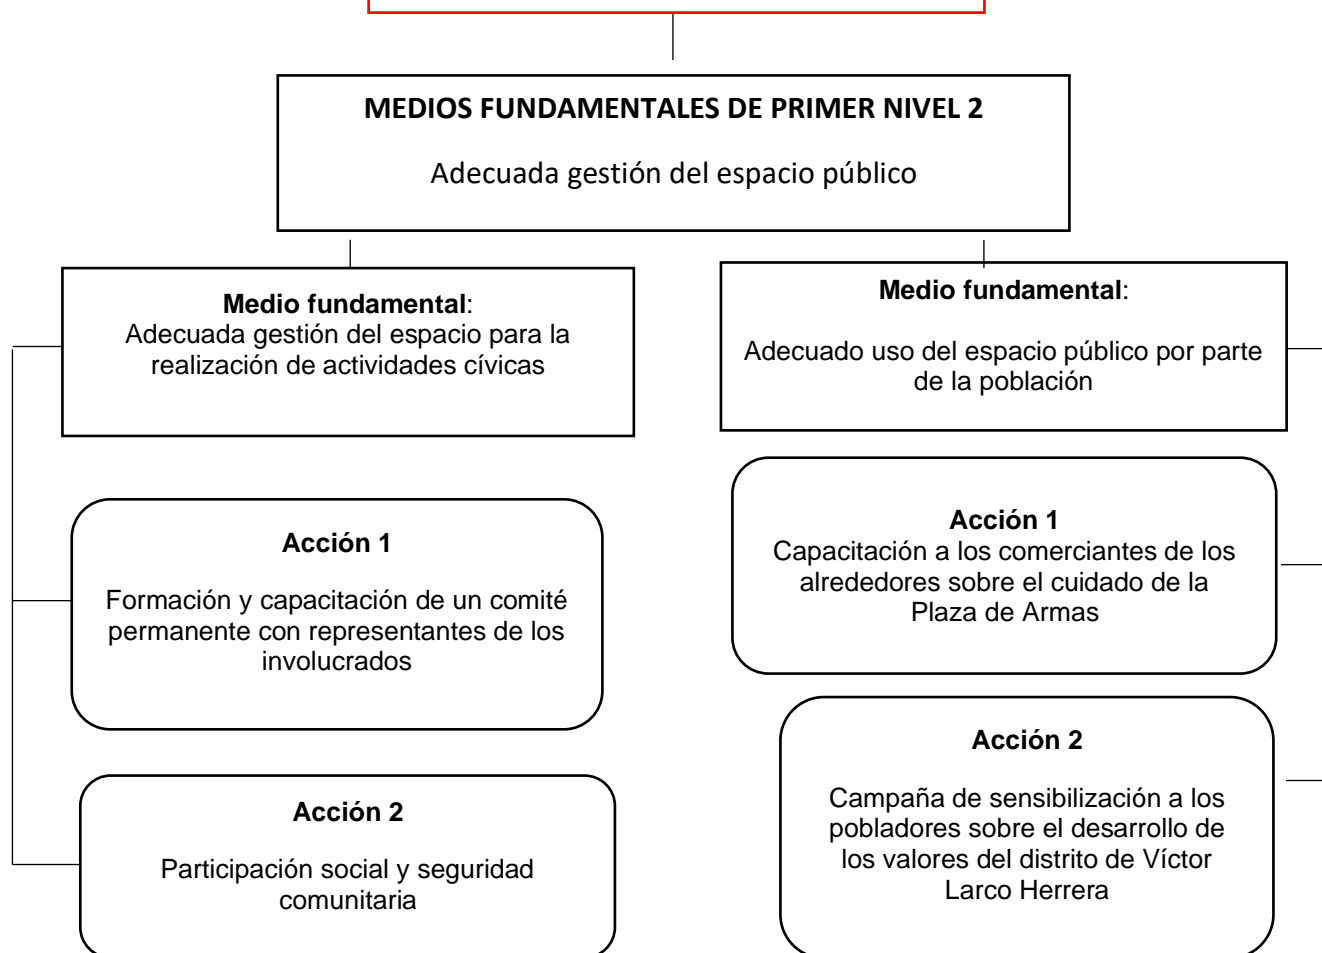 MEDIOS FUNDAMENTALES DE PRIMER NIVEL 2
Adecuada gestión del espacio público
Medio fundamental:
Adecuada gestión del espacio para la
realización de actividades cívicas
Medio fundamental:
Adecuado uso del espacio público por parte
de la población
Acción 1
Formación y capacitación de un comité
permanente con representantes de los
involucrados
Acción 1
Capacitación a los comerciantes de los
alrededores sobre el cuidado de la
Plaza de Armas
Acción 2
Participación social y seguridad
comunitaria
Acción 2
Campaña de sensibilización a los
pobladores sobre el desarrollo de
los valores del distrito de Víctor
Larco Herrera